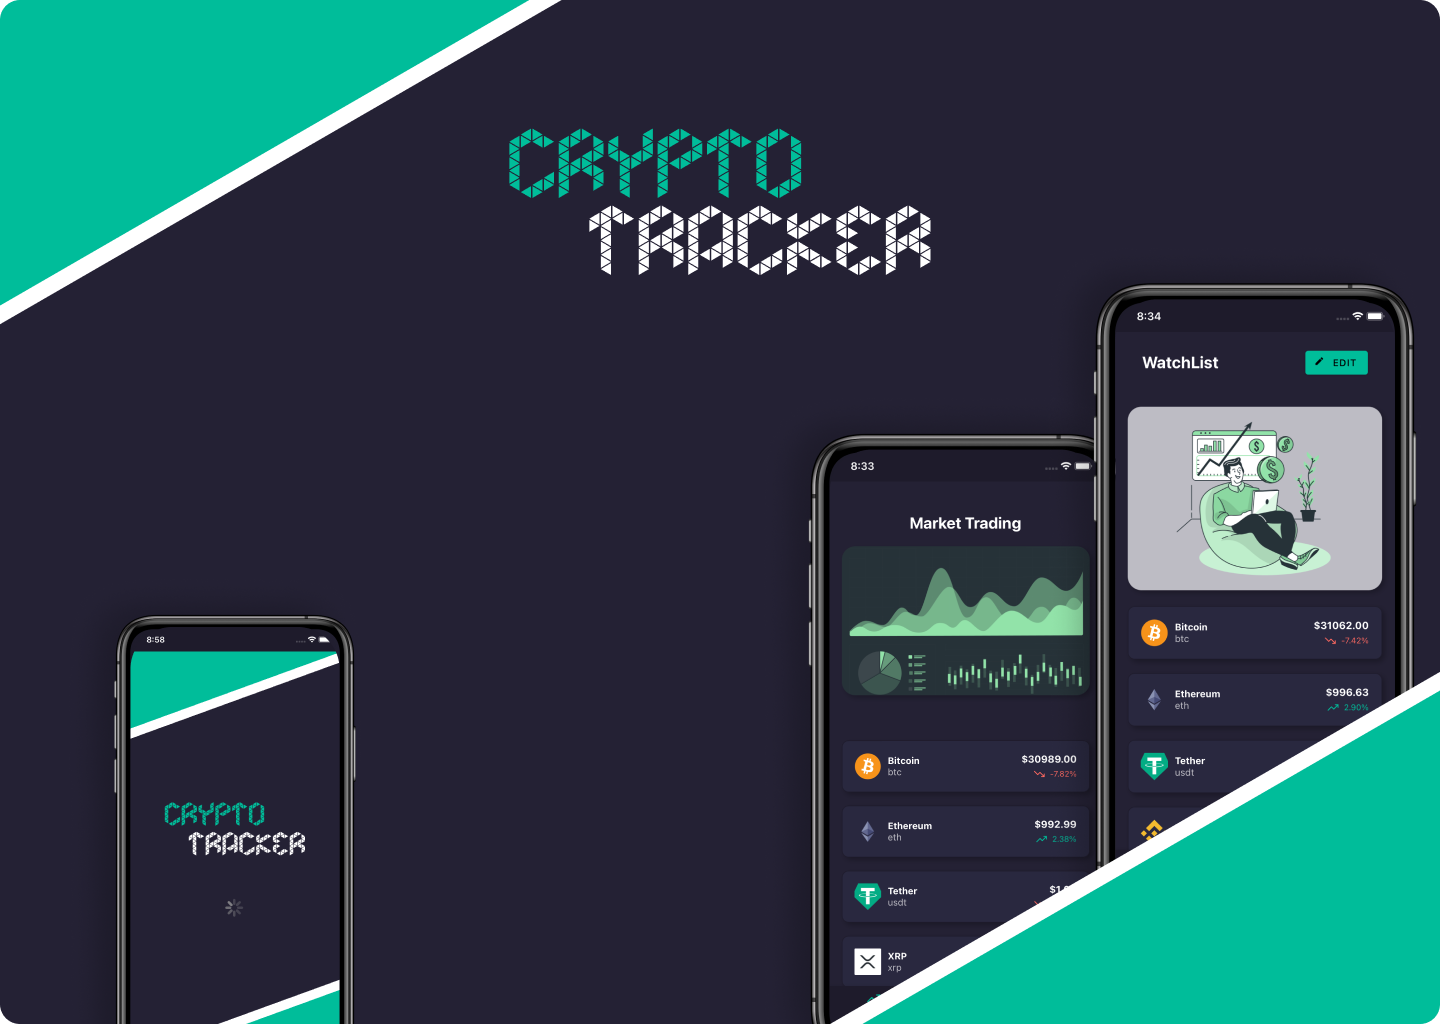 CRYPTO
TRACKER
8:58
CRYPTO
TRACKER
8:33
Market Trading
Bitcoin
btc
$30989.00
-7.82%
Ethereum
eth
$992.99
2.38%
Tether
usdt
XRP
xrp
8:34
WatchList
EDIT
Bitcoin
btc
$31062.00
-7.42%
Ethereum
eth
$996.63
2.90%
Tether
usdt